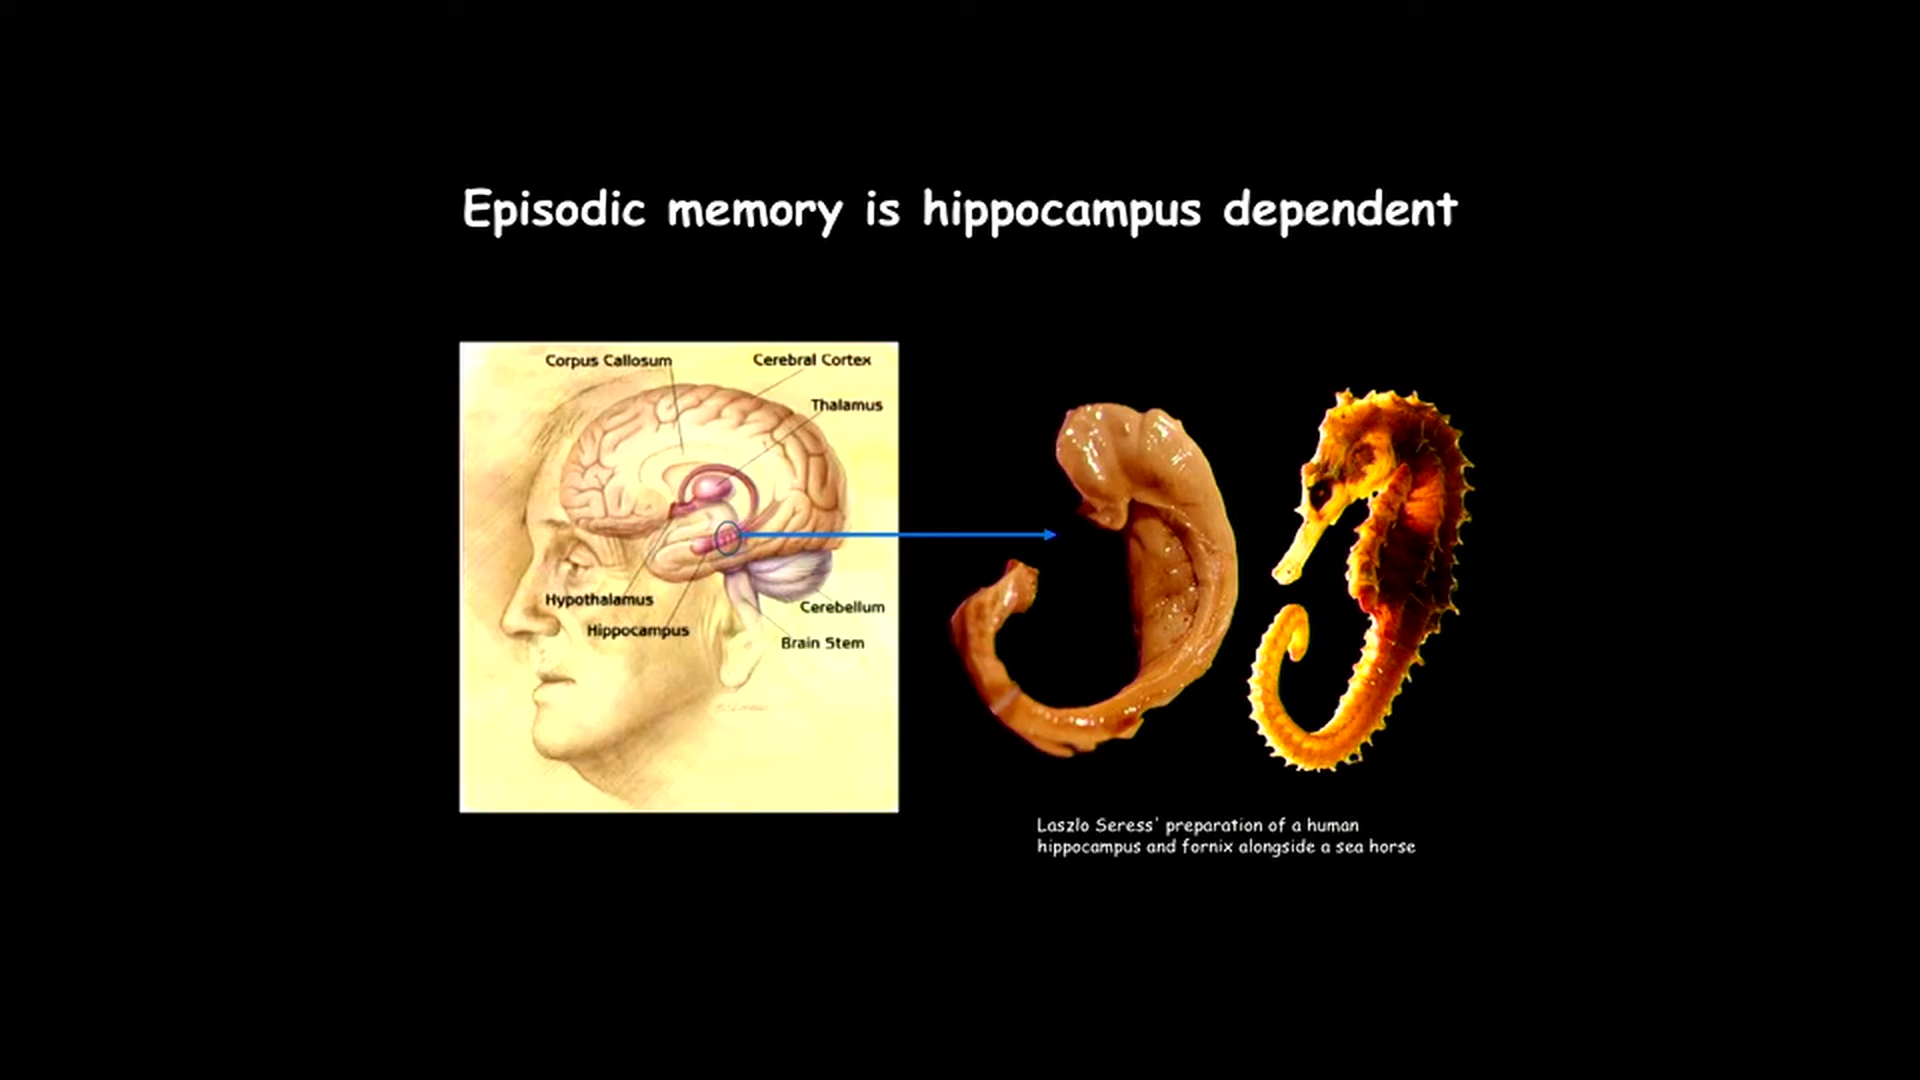 Episodic memory is hippocampus dependent
Corpus Callosum
Cerebral Cortex
Thalamus
Hypothalamus
Hippocampus
Cerebellum
Brain Stem
Laszlo Seress' preparation of a human
hippocampus and fornix alongside a sea horse